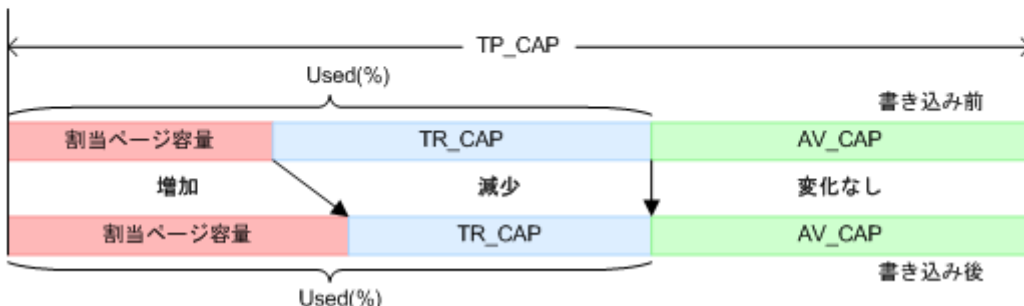 TP_CAP
Used(%)
書き込み前
割当ページ容量 TR_CAP AV_CAP
増加 減少 変化なし
割当ページ容量 TR_CAP AV_CAP
書き込み後
Used(%)